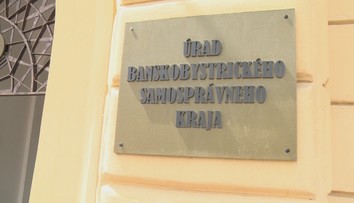 ÚRAD
BANSKOBYSTRICKÉHO
SAMOSPRÁVNEHO
KRAJA